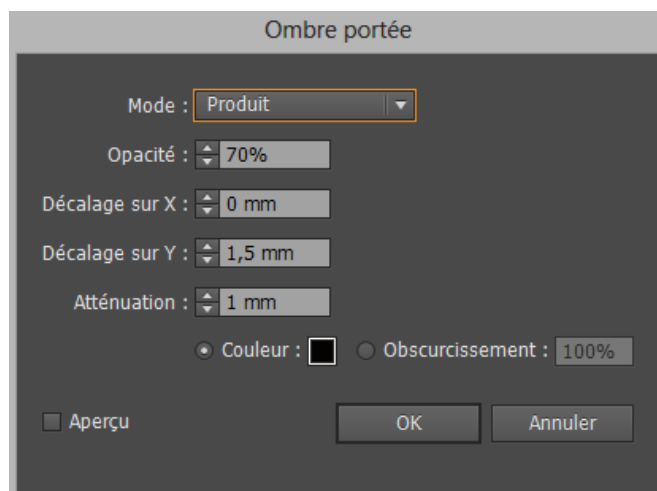 Ombre portée
Mode : Produit
Opacité : 70%
Décalage sur X : 0 mm
Décalage sur Y : 1,5 mm
Atténuation : 1 mm
Couleur : Obscurcissement : 100%
Aperçu OK Annuler